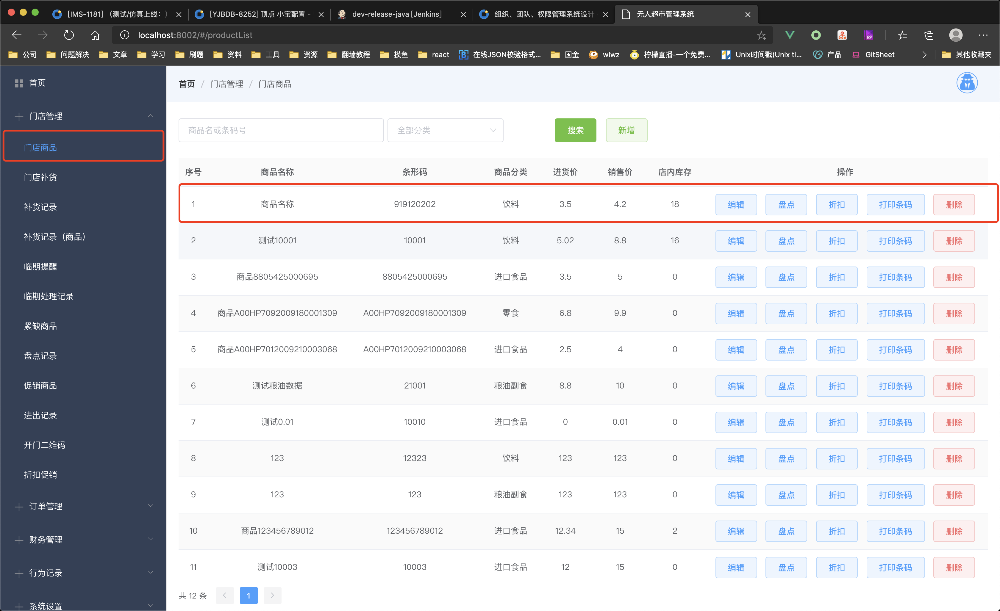 [IMS-1181] （测试/仿真上线：）
[YJBDB-8252] 顶点 小宝配置 -
dev-release-java [Jenkins]
组织、团队、权限管理系统设计
无人超市管理系统
localhost:8002/#/productList
公司 问题解决 文章 学习 刷题 资料 工具 资源 翻墙教程 摸鱼 react 在线JSON校验格式... 国金 wlwz 柠檬直播-一个免费... Unix时间戳(Unix ti... 产品 GitSheet 其他收藏夹
首页
门店管理
门店商品
门店补货
补货记录
补货记录（商品）
临期提醒
临期处理记录
紧缺商品
盘点记录
促销商品
进出记录
开门二维码
折扣促销
订单管理
财务管理
行为记录
系统设置
首页 / 门店管理 / 门店商品
商品名或条码号 全部分类 搜索 新增
序号 商品名称 条形码 商品分类 进货价 销售价 店内库存 操作
1 商品名称 919120202 饮料 3.5 4.2 18 编辑 盘点 折扣 打印条码 删除
2 测试10001 10001 饮料 5.02 8.8 16 编辑 盘点 折扣 打印条码 删除
3 商品8805425000695 8805425000695 进口食品 3.5 5 0 编辑 盘点 折扣 打印条码 删除
4 商品A00HP7092009180001309 A00HP7092009180001309 零食 6.8 9.9 0 编辑 盘点 折扣 打印条码 删除
5 商品A00HP7012009210003068 A00HP7012009210003068 进口食品 2.5 4 0 编辑 盘点 折扣 打印条码 删除
6 测试粮油数据 21001 粮油副食 8.8 10 0 编辑 盘点 折扣 打印条码 删除
7 测试0.01 10010 进口食品 0 0.01 0 编辑 盘点 折扣 打印条码 删除
8 123 12323 饮料 123 123 0 编辑 盘点 折扣 打印条码 删除
9 123 123 粮油副食 123 123 0 编辑 盘点 折扣 打印条码 删除
10 商品123456789012 123456789012 进口食品 12.34 15 2 编辑 盘点 折扣 打印条码 删除
11 测试10003 10003 进口食品 12 15 0 编辑 盘点 折扣 打印条码 删除
共 12 条 1